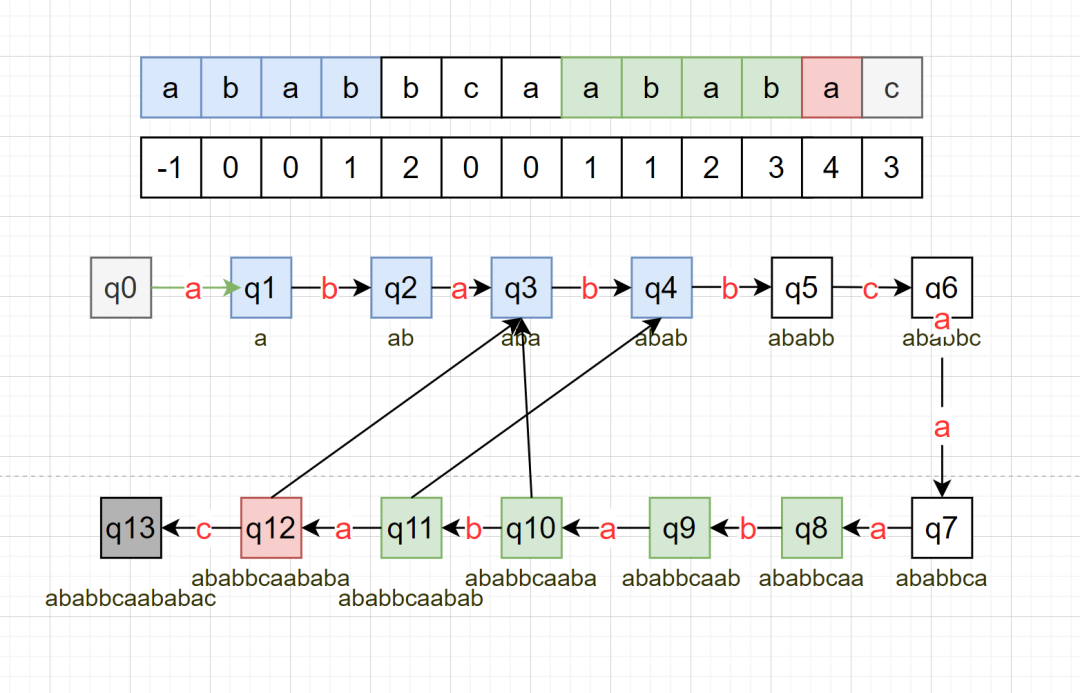 a b a b b c a a b a b a c
-1 0 0 1 2 0 0 1 1 2 3 4 3
q0 a q1 b q2 a q3 b q4 b q5 c q6
a ab aba abab ababb a ababbc
a
q13 c q12 a q11 b q10 a q9 b q8 a q7
ababbcaababa ababbcaaba ababbcaab ababbcaa ababbca
ababbcaababac ababbcaabab